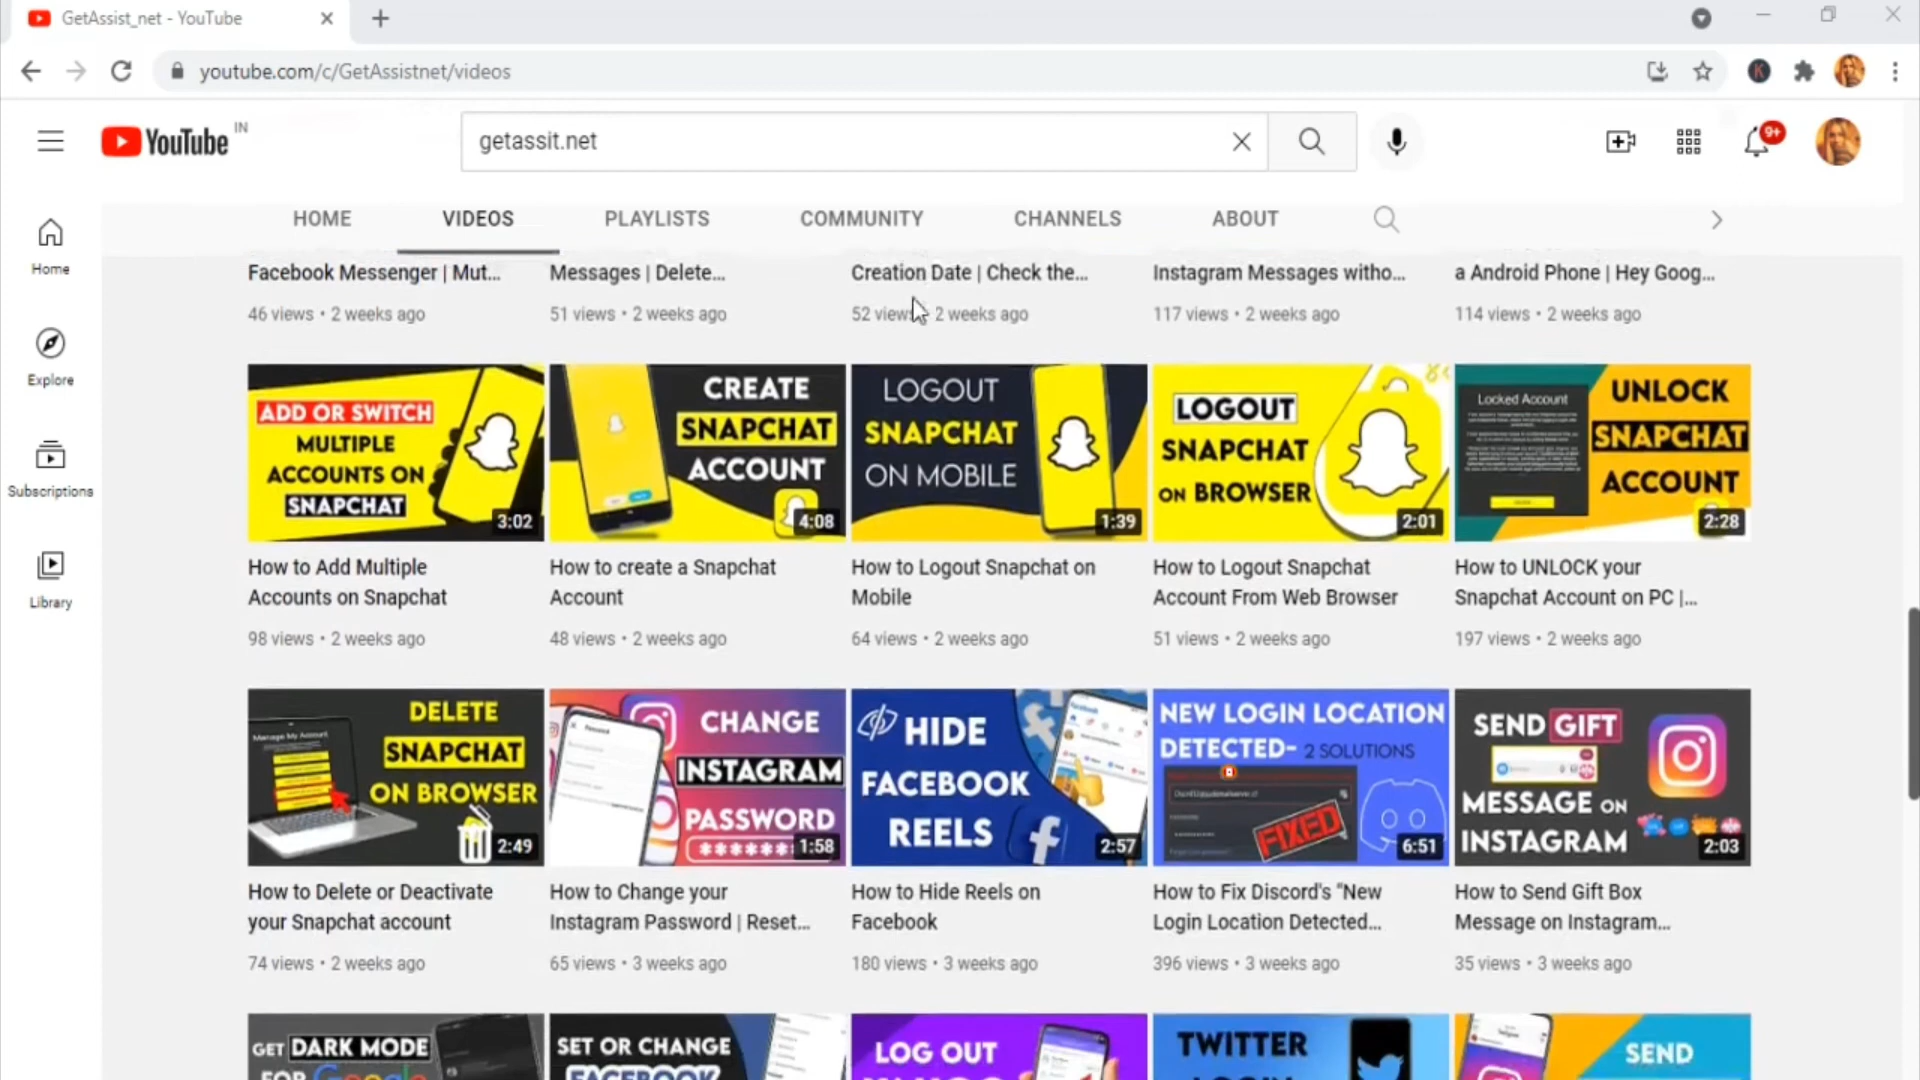 GetAssist_net - YouTube
youtube.com/c/GetAssistnet/videos
K
YouTube IN
getassit.net
9+
HOME VIDEOS PLAYLISTS COMMUNITY CHANNELS ABOUT
Home
Explore
Subscriptions
Library
Facebook Messenger | Mut...
46 views • 2 weeks ago
Messages | Delete...
51 views • 2 weeks ago
Creation Date | Check the...
52 views 2 weeks ago
Instagram Messages witho...
117 views • 2 weeks ago
a Android Phone | Hey Goog...
114 views • 2 weeks ago
ADD OR SWITCH
MULTIPLE
ACCOUNTS ON
SNAPCHAT
3:02
How to Add Multiple
Accounts on Snapchat
98 views • 2 weeks ago
CREATE
SNAPCHAT
ACCOUNT
4:08
How to create a Snapchat
Account
48 views • 2 weeks ago
LOGOUT
SNAPCHAT
ON MOBILE
1:39
How to Logout Snapchat on
Mobile
64 views • 2 weeks ago
LOGOUT
SNAPCHAT
ON BROWSER
2:01
How to Logout Snapchat
Account From Web Browser
51 views • 2 weeks ago
Locked Account
UNLOCK
SNAPCHAT
ACCOUNT
2:28
How to UNLOCK your
Snapchat Account on PC |...
197 views • 2 weeks ago
Manage My Account
DELETE
SNAPCHAT
ON BROWSER
2:49
How to Delete or Deactivate
your Snapchat account
74 views • 2 weeks ago
CHANGE
INSTAGRAM
PASSWORD
1:58
How to Change your
Instagram Password | Reset...
65 views • 3 weeks ago
HIDE
FACEBOOK
REELS
2:57
How to Hide Reels on
Facebook
180 views • 3 weeks ago
NEW LOGIN LOCATION
DETECTED- 2 SOLUTIONS
FIXED
6:51
How to Fix Discord's "New
Login Location Detected...
396 views • 3 weeks ago
SEND GIFT
MESSAGE ON
INSTAGRAM
2:03
How to Send Gift Box
Message on Instagram...
35 views • 3 weeks ago
GET DARK MODE
FOR Google
SET OR CHANGE
FACEBOOK
LOG OUT
YAHOO
TWITTER
LOGIN
SEND